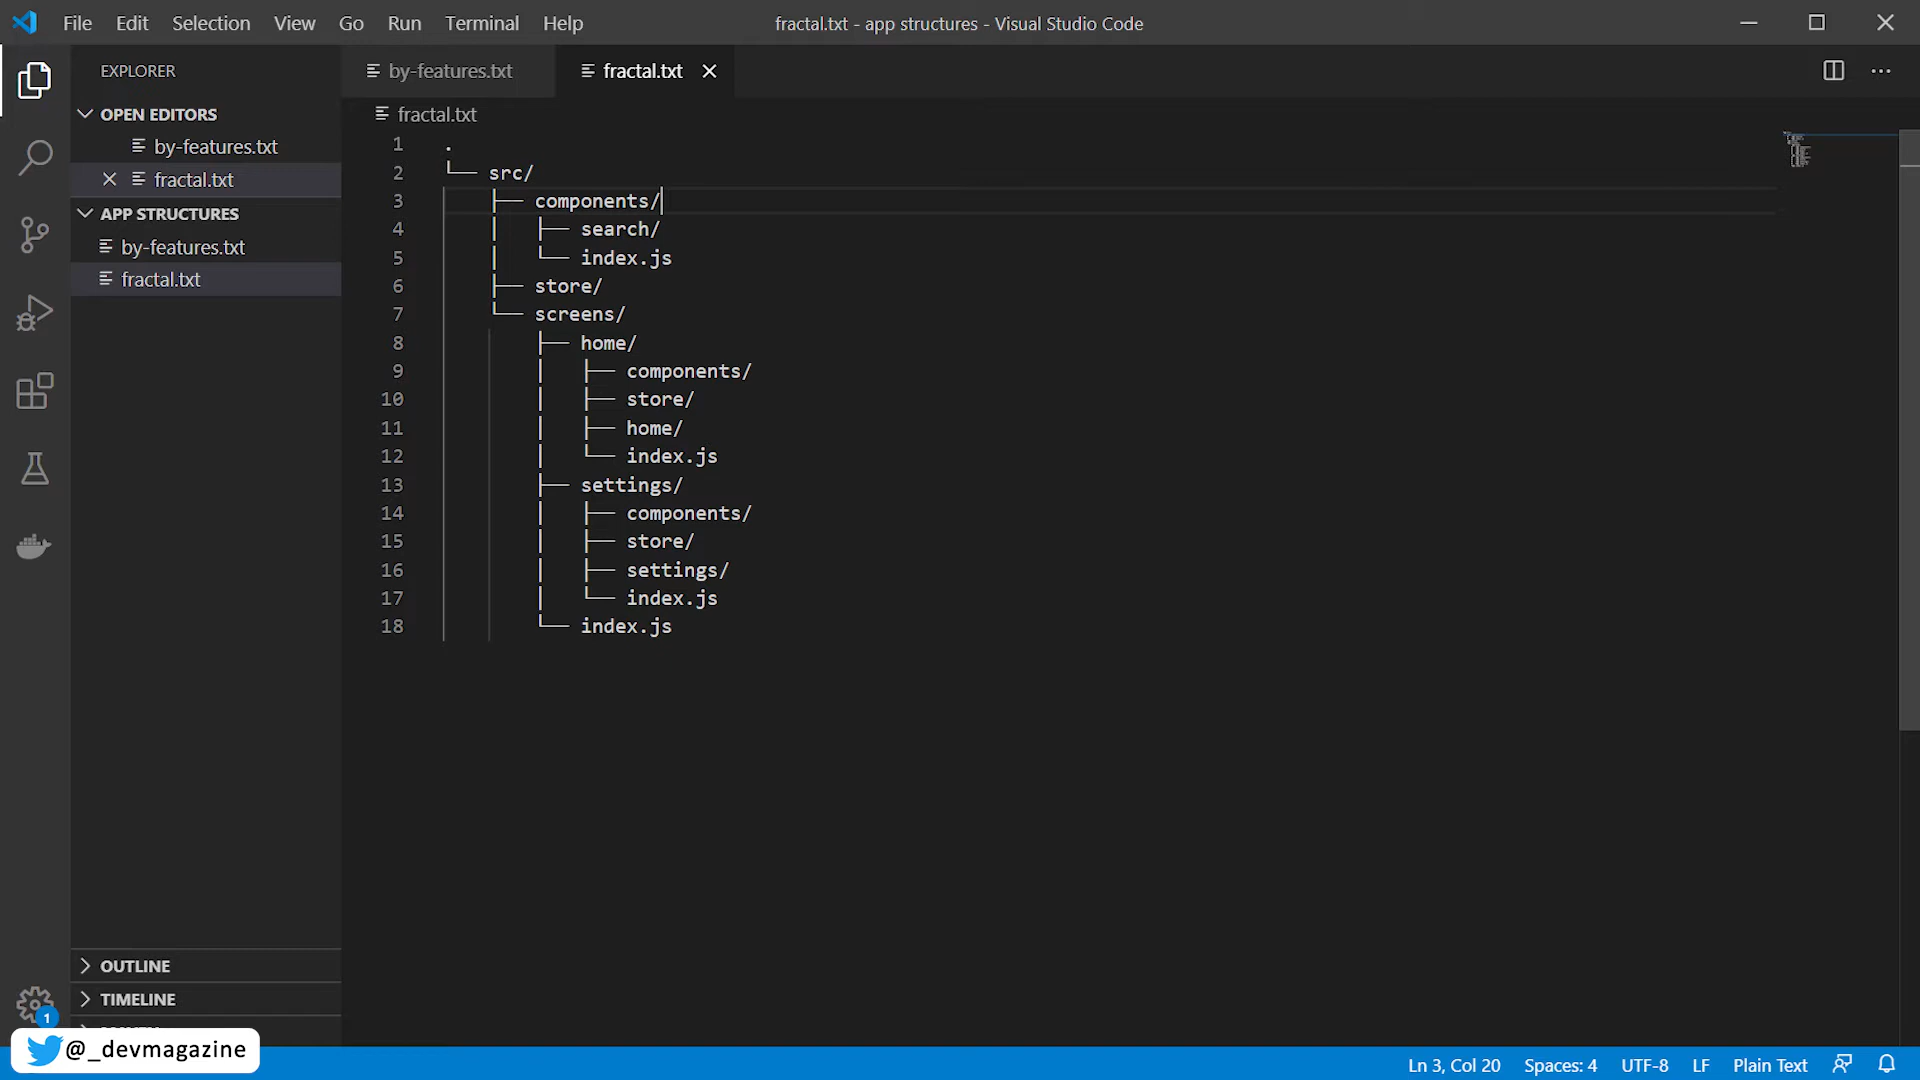 File Edit Selection View Go Run Terminal Help
fractal.txt - app structures - Visual Studio Code
EXPLORER
OPEN EDITORS
by-features.txt
fractal.txt
APP STRUCTURES
by-features.txt
fractal.txt
OUTLINE
TIMELINE
1
@_devmagazine
by-features.txt
fractal.txt
fractal.txt
1 .
2 └── src/
3 ├── components/
4 │ ├── search/
5 │ └── index.js
6 ├── store/
7 └── screens/
8 ├── home/
9 │ ├── components/
10 │ ├── store/
11 │ ├── home/
12 │ └── index.js
13 ├── settings/
14 │ ├── components/
15 │ ├── store/
16 │ ├── settings/
17 │ └── index.js
18 └── index.js
Ln 3, Col 20 Spaces: 4 UTF-8 LF Plain Text